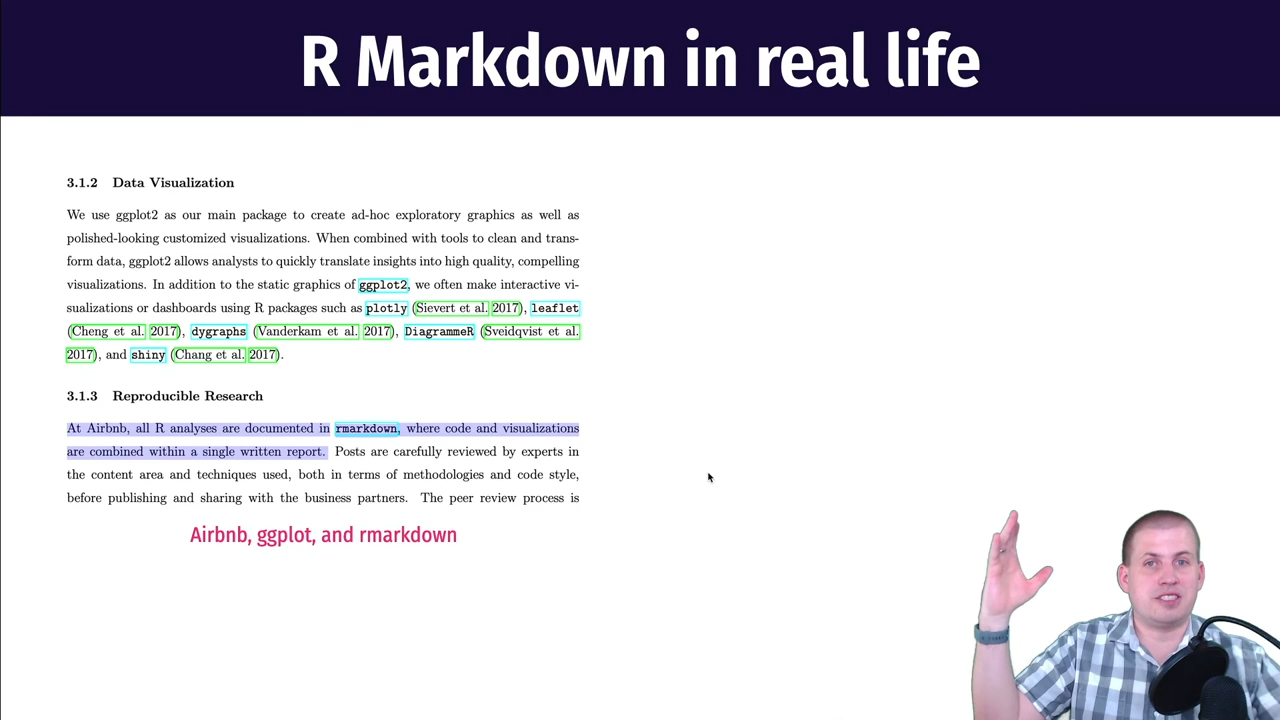 R Markdown in real life
3.1.2 Data Visualization
We use ggplot2 as our main package to create ad-hoc exploratory graphics as well as
polished-looking customized visualizations. When combined with tools to clean and trans-
form data, ggplot2 allows analysts to quickly translate insights into high quality, compelling
visualizations. In addition to the static graphics of ggplot2, we often make interactive vi-
sualizations or dashboards using R packages such as plotly (Sievert et al. 2017), leaflet
(Cheng et al. 2017), dygraphs (Vanderkam et al. 2017), DiagrammeR (Sveidqvist et al.
2017), and shiny (Chang et al. 2017).
3.1.3 Reproducible Research
At Airbnb, all R analyses are documented in rmarkdown, where code and visualizations
are combined within a single written report. Posts are carefully reviewed by experts in
the content area and techniques used, both in terms of methodologies and code style,
before publishing and sharing with the business partners. The peer review process is
Airbnb, ggplot, and rmarkdown